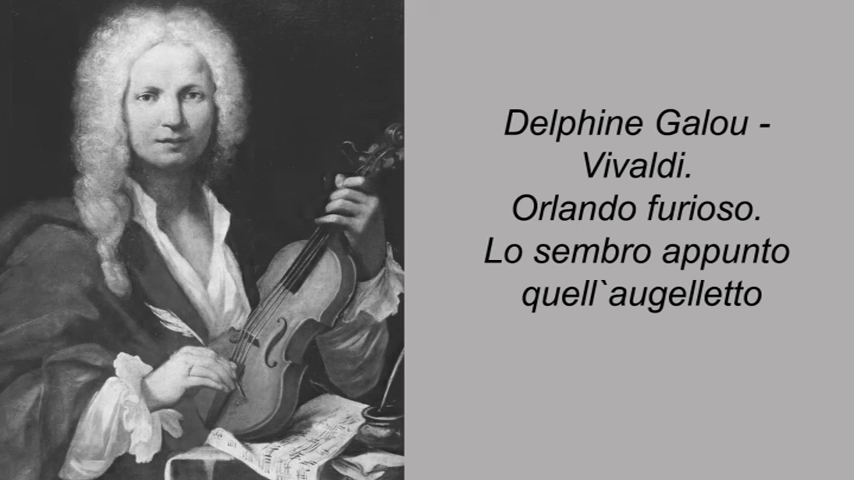 Delphine Galou -
Vivaldi.
Orlando furioso.
Lo sembro appunto
quell`augelletto